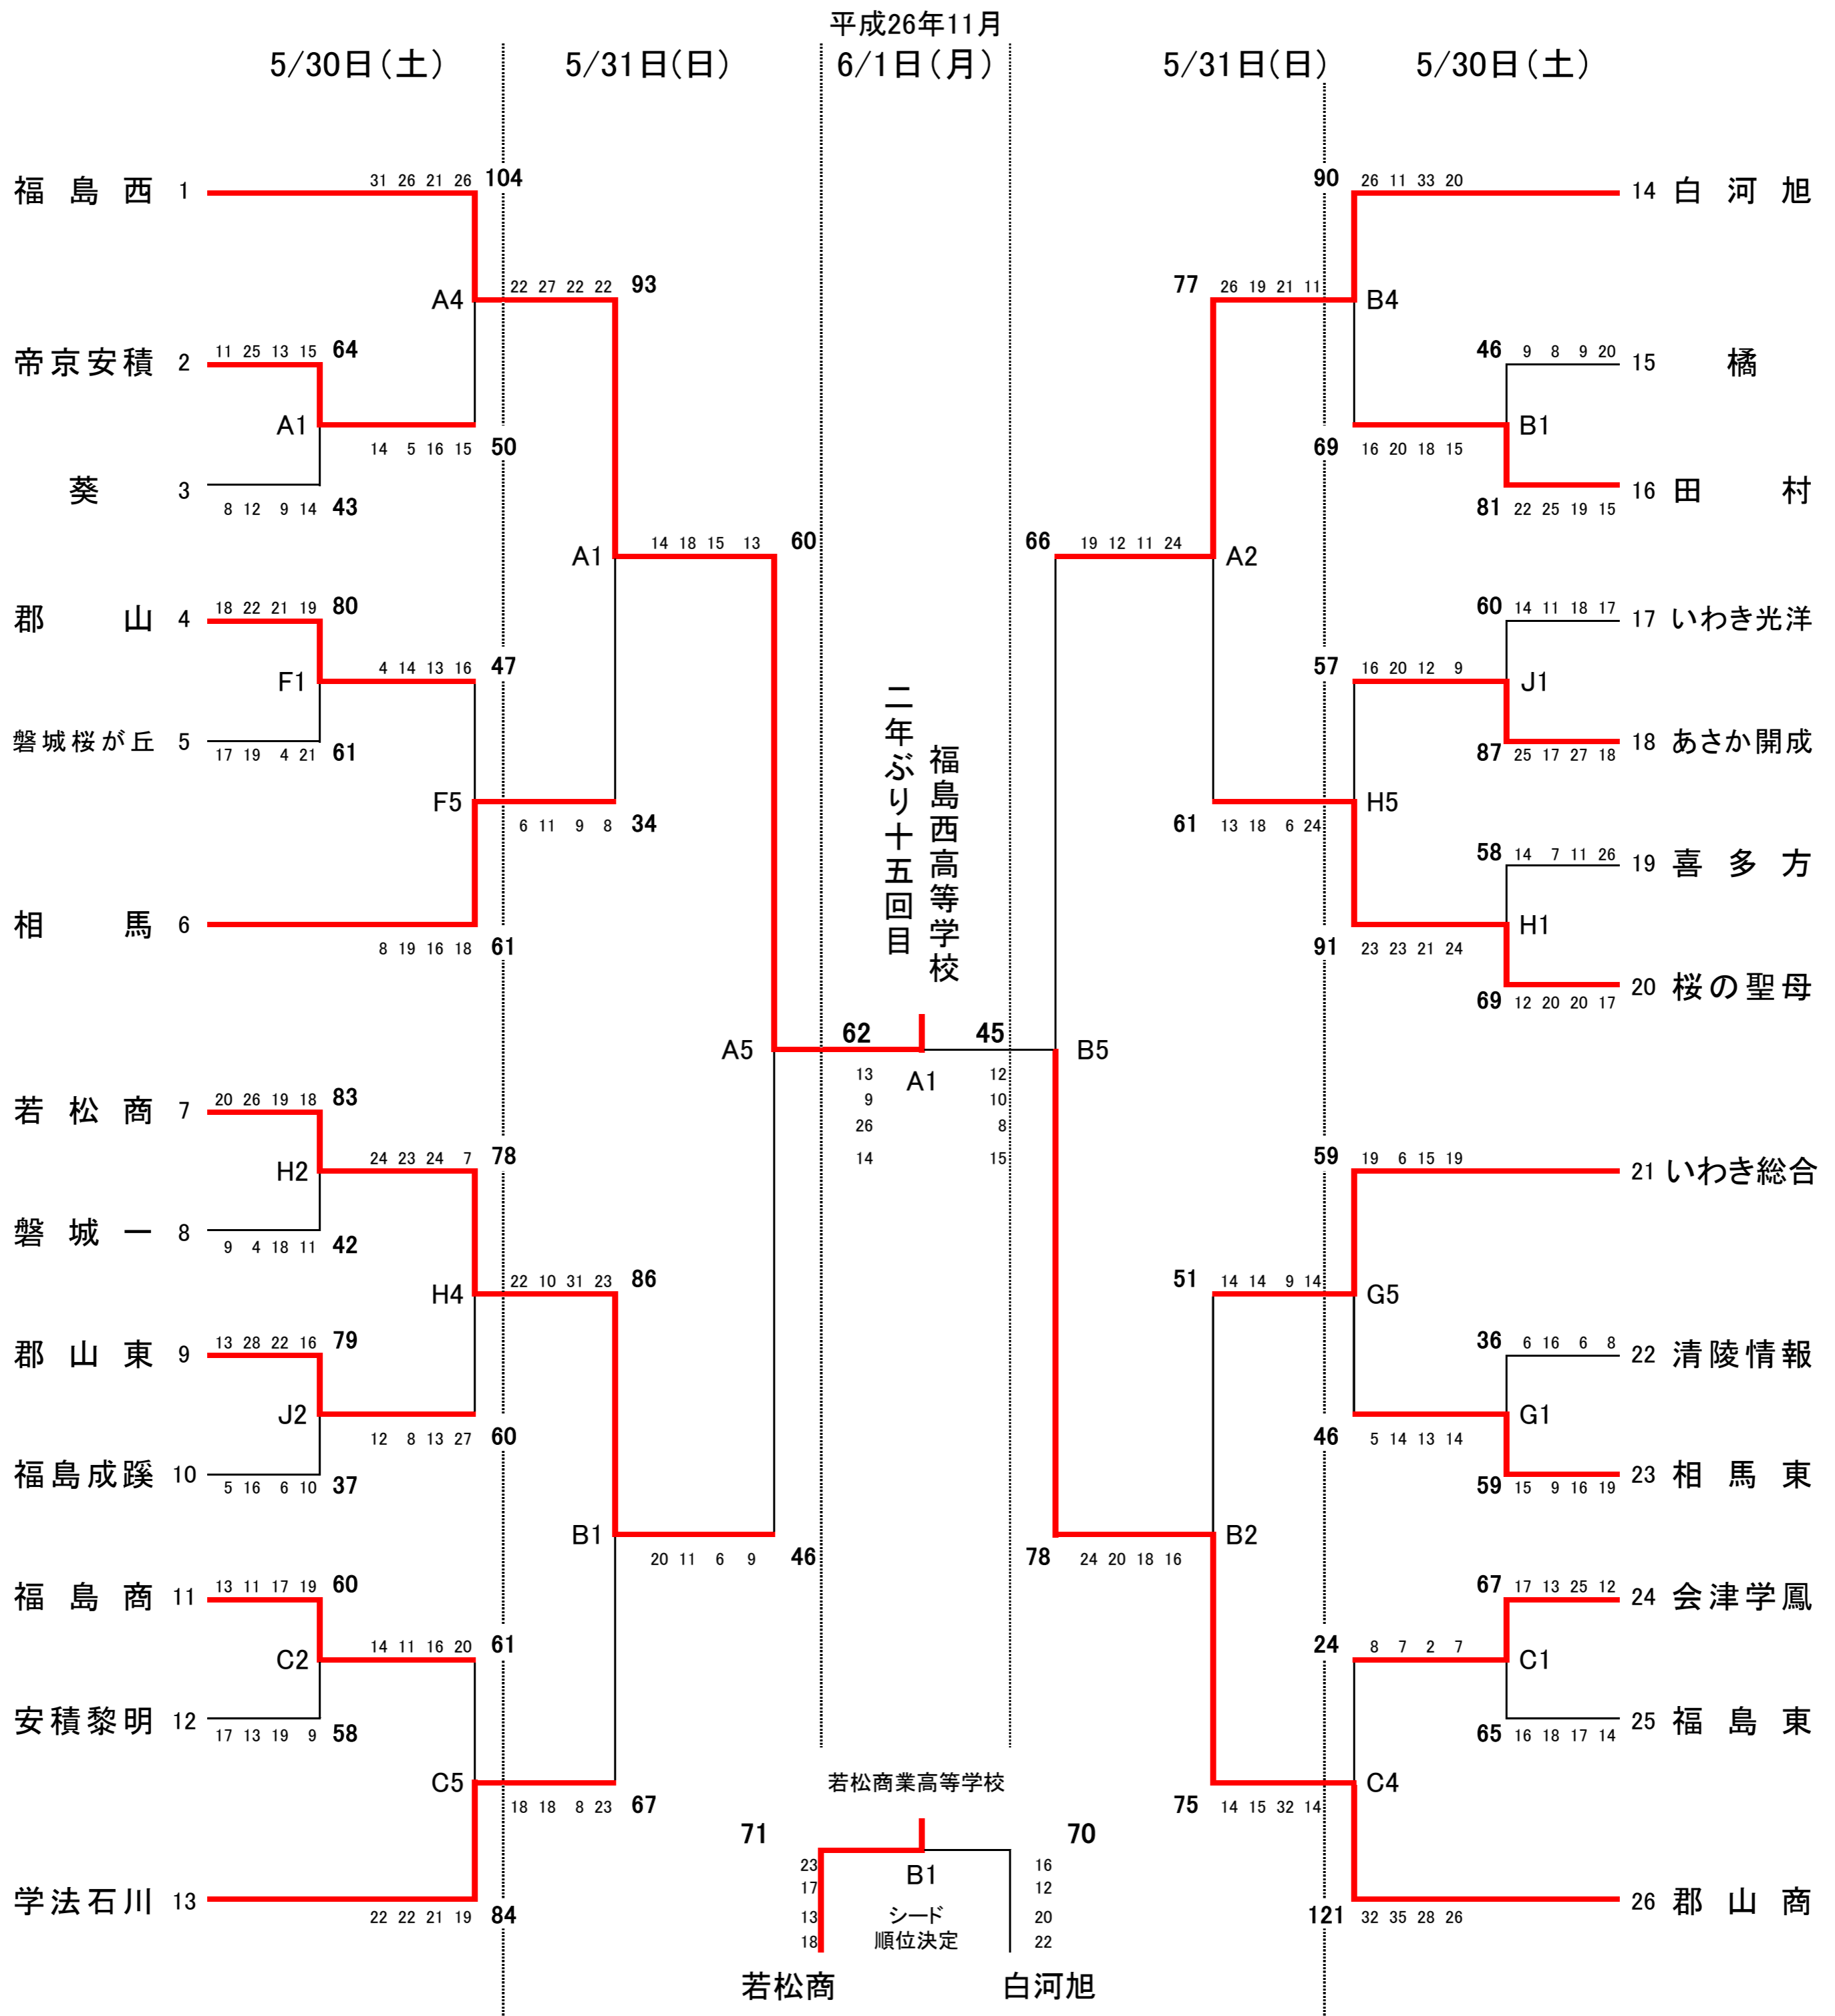 平成26年11月
5/30日(土) 5/31日(日) 6/1日(月) 5/31日(日) 5/30日(土)
福島西 1 31 26 21 26 104
A4 22 27 22 22 93
帝京安積 2 11 25 13 15 64
A1 14 5 16 15 50
葵 3 8 12 9 14 43
A1 14 18 15 13 60
郡山 4 18 22 21 19 80
F1 4 14 13 16 47
磐城桜が丘 5 17 19 4 21 61
F5 6 11 9 8 34
相馬 6 8 19 16 18 61
A5
若松商 7 20 26 19 18 83
H2 24 23 24 7 78
磐城一 8 9 4 18 11 42
H4 22 10 31 23 86
郡山東 9 13 28 22 16 79
J2 12 8 13 27 60
福島成蹊 10 5 16 6 10 37
B1 20 11 6 9 46
福島商 11 13 11 17 19 60
C2 14 11 16 20 61
安積黎明 12 17 13 19 9 58
C5 18 18 8 23 67
学法石川 13 22 22 21 19 84
福島西高等学校
二年ぶり十五回目
62 45
A1
13 12
9 10
26 8
14 15
若松商業高等学校
71 70
B1
23 16
17 12
13 20
18 22
シード
順位決定
若松商 白河旭
90 26 11 33 20 14 白河旭
77 26 19 21 11 B4
46 9 8 9 20 15 橘
69 16 20 18 15 B1
81 22 25 19 15 16 田村
66 19 12 11 24 A2
60 14 11 18 17 17 いわき光洋
57 16 20 12 9 J1
87 25 17 27 18 18 あさか開成
61 13 18 6 24 H5
58 14 7 11 26 19 喜多方
91 23 23 21 24 H1
69 12 20 20 17 20 桜の聖母
B5
59 19 6 15 19 21 いわき総合
51 14 14 9 14 G5
36 6 16 6 8 22 清陵情報
46 5 14 13 14 G1
59 15 9 16 19 23 相馬東
78 24 20 18 16 B2
67 17 13 25 12 24 会津学鳳
24 8 7 2 7 C1
65 16 18 17 14 25 福島東
75 14 15 32 14 C4
121 32 35 28 26 26 郡山商